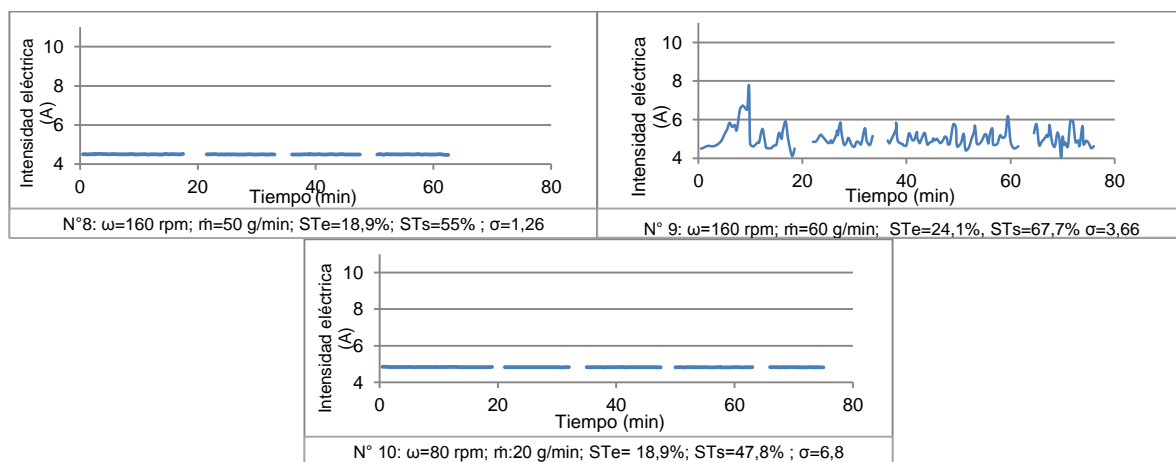 Intensidad eléctrica
(A)
10
8
6
4
0
20
40
60
80
Tiempo (min)
N°8: ω=160 rpm; ṁ=50 g/min; STe=18,9%; STs=55% ; σ=1,26
Intensidad eléctrica
(A)
10
8
6
4
0
20
40
60
80
Tiempo (min)
N° 9: ω=160 rpm; ṁ=60 g/min; STe=24,1%, STs=67,7% σ=3,66
Intensidad eléctrica
(A)
10
8
6
4
0
20
40
60
80
Tiempo (min)
N° 10: ω=80 rpm; ṁ:20 g/min; STe= 18,9%; STs=47,8% ; σ=6,8